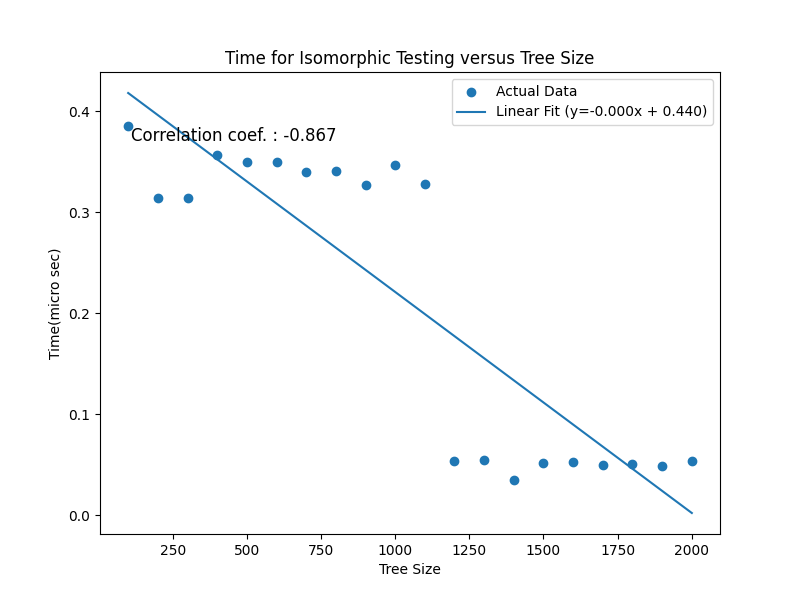 Time for Isomorphic Testing versus Tree Size
Actual Data
Linear Fit (y=-0.000x + 0.440)
Correlation coef. : -0.867
Time(micro sec)
0.4
0.3
0.2
0.1
0.0
250 500 750 1000 1250 1500 1750 2000
Tree Size